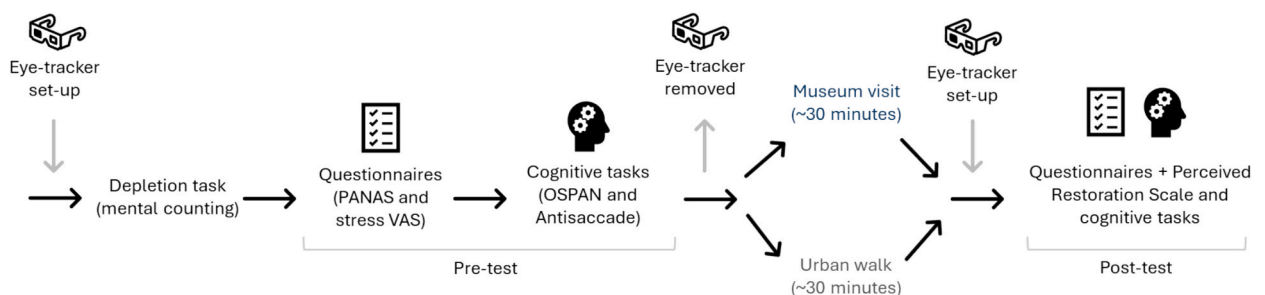 Eye-tracker
set-up
Depletion task
(mental counting)
Questionnaires
(PANAS and
stress VAS)
Cognitive tasks
(OSPAN and
Antisaccade)
Pre-test
Eye-tracker
removed
Museum visit
(~30 minutes)
Urban walk
(~30 minutes)
Eye-tracker
set-up
Questionnaires + Perceived
Restoration Scale and
cognitive tasks
Post-test